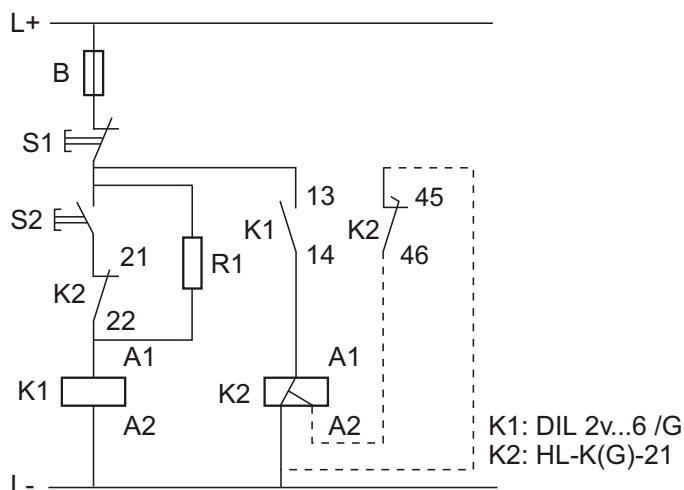 L+
B
S1
13
45
S2
K1
K2
21
14
46
R1
K2
22
A1
A1
K1
K2
A2
A2
K1: DIL 2v...6 /G
K2: HL-K(G)-21
L-